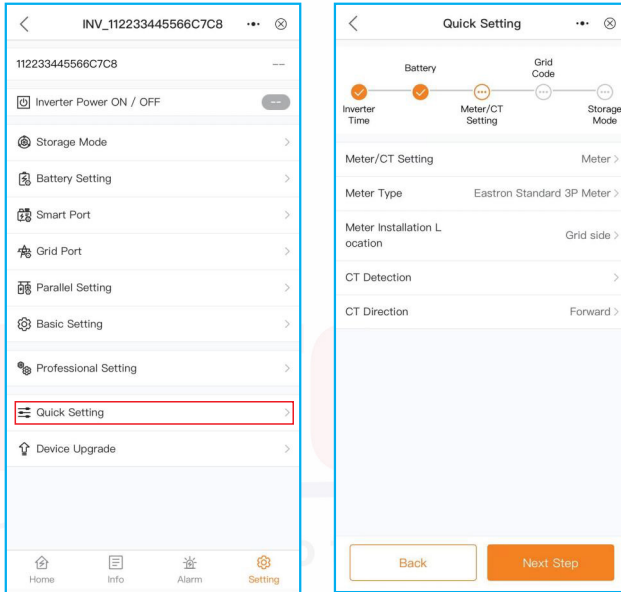 INV_112233445566C7C8
112233445566C7C8 --
Inverter Power ON / OFF --
Storage Mode
Battery Setting
Smart Port
Grid Port
Parallel Setting
Basic Setting
Professional Setting
Quick Setting
Device Upgrade
Home Info Alarm Setting
Quick Setting
Battery Grid
Code
Inverter Meter/CT Storage
Time Setting Mode
Meter/CT Setting Meter
Meter Type Eastron Standard 3P Meter
Meter Installation L
ocation Grid side
CT Detection
CT Direction Forward
Back Next Step